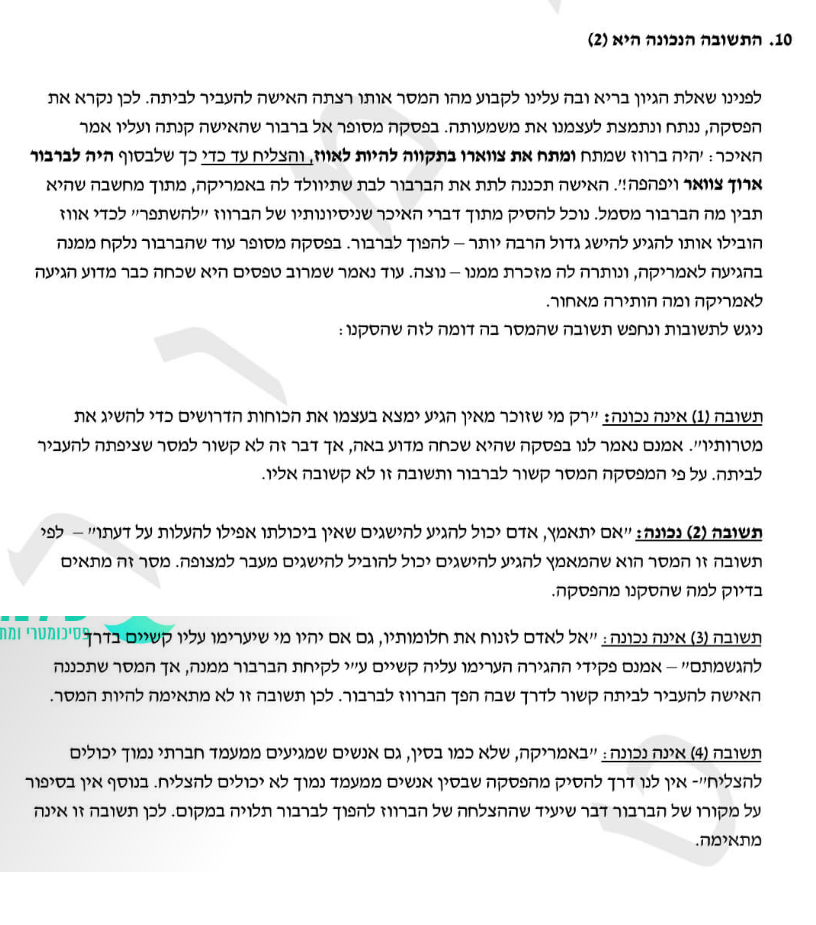 10. התשובה הנכונה היא (2)
לפנינו שאלת הגיון בריא ובה עלינו לקבוע מהו המסר אותו רצתה האישה להעביר לביתה. לכן נקרא את
הפסקה, ננתח ונתמצת לעצמנו את משמעותה. בפסקה מסופר אל ברבור שהאישה קנתה ועליו אמר
האיכר: 'היה ברווז שמתח ומתח את צווארו בתקווה להיות לאווז, והצליח עד כדי כך שלבסוף היה לברבור
ארוך צוואר ויפהפה!'. האישה תכננה לתת את הברבור לבת שתיוולד לה באמריקה, מתוך מחשבה שהיא
תבין מה הברבור מסמל. נוכל להסיק מתוך דברי האיכר שניסיונותיו של הברווז "להשתפר" לכדי אווז
הובילו אותו להגיע להישג גדול הרבה יותר – להפוך לברבור. בפסקה מסופר עוד שהברבור נלקח ממנה
בהגיעה לאמריקה, ונותרה לה מזכרת ממנו – נוצה. עוד נאמר שמרוב טפסים היא שכחה כבר מדוע הגיעה
לאמריקה ומה הותירה מאחור.
ניגש לתשובות ונחפש תשובה שהמסר בה דומה לזה שהסקנו:
תשובה (1) אינה נכונה: "רק מי שזוכר מאין הגיע ימצא בעצמו את הכוחות הדרושים כדי להשיג את
מטרותיו". אמנם נאמר לנו בפסקה שהיא שכחה מדוע באה, אך דבר זה לא קשור למסר שציפתה להעביר
לביתה. על פי המפסקה המסר קשור לברבור ותשובה זו לא קשובה אליו.
תשובה (2) נכונה: "אם יתאמץ, אדם יכול להגיע להישגים שאין ביכולתו אפילו להעלות על דעתו" – לפי
תשובה זו המסר הוא שהמאמץ להגיע להישגים יכול להוביל להישגים מעבר למצופה. מסר זה מתאים
בדיוק למה שהסקנו מהפסקה.
תשובה (3) אינה נכונה: "אל לאדם לזנוח את חלומותיו, גם אם יהיו מי שיערימו עליו קשיים בדרך
להגשמתם" – אמנם פקידי ההגירה הערימו עליה קשיים ע"י לקיחת הברבור ממנה, אך המסר שתכננה
האישה להעביר לביתה קשור לדרך שבה הפך הברווז לברבור. לכן תשובה זו לא מתאימה להיות המסר.
תשובה (4) אינה נכונה: "באמריקה, שלא כמו בסין, גם אנשים שמגיעים ממעמד חברתי נמוך יכולים
להצליח"- אין לנו דרך להסיק מהפסקה שבסין אנשים ממעמד נמוך לא יכולים להצליח. בנוסף אין בסיפור
על מקורו של הברבור דבר שיעיד שההצלחה של הברווז להפוך לברבור תלויה במקום. לכן תשובה זו אינה
מתאימה.